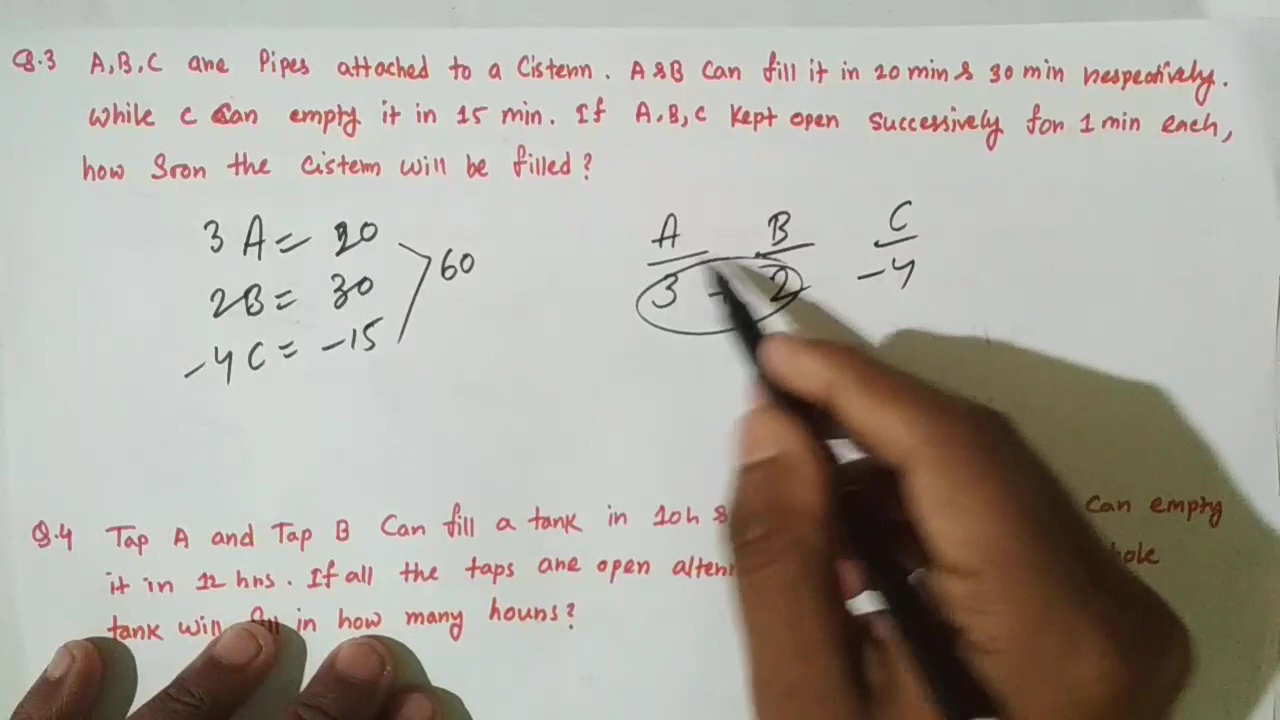 Q.3 A,B,C are Pipes attached to a Cistern. A & B Can fill it in 20 min & 30 min respectively.
While C Can empty it in 15 min. If A,B,C Kept open successively for 1 min each,
how Soon the cistern will be filled?
3 A = 20
2B = 30
-4 C = -15
60
A B C
3 + 2 -4
Q.4 Tap A and Tap B Can fill a tank in 10h & Can empty
it in 12 hrs. If all the taps are open
tank will fill in how many hours?